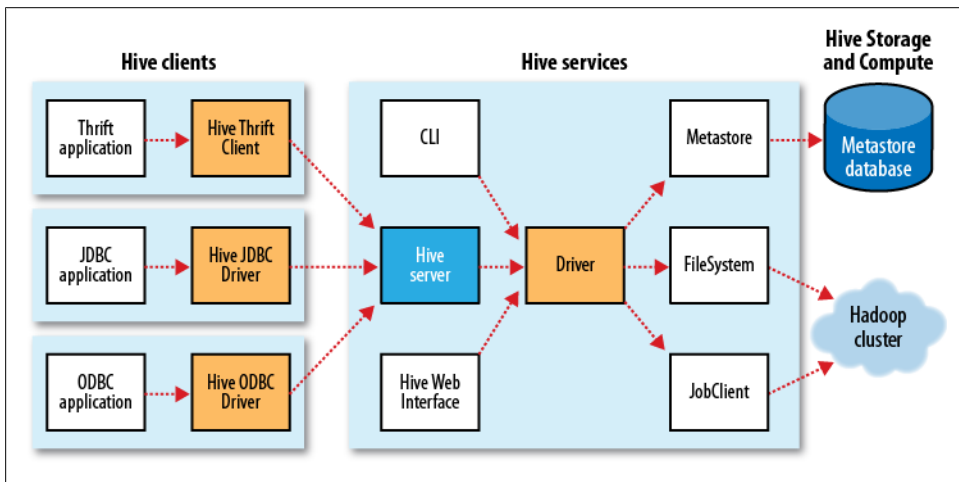 Hive clients
Hive services
Hive Storage
and Compute
Thrift
application
Hive Thrift
Client
CLI
Metastore
Metastore
database
JDBC
application
Hive JDBC
Driver
Hive
server
Driver
FileSystem
Hadoop
cluster
ODBC
application
Hive ODBC
Driver
Hive Web
Interface
JobClient